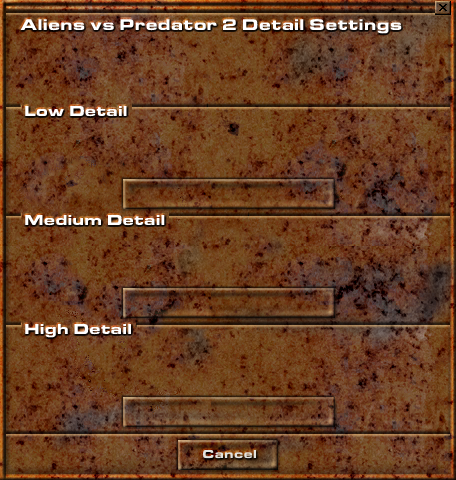 Aliens vs Predator 2 Detail Settings
Low Detail
Medium Detail
High Detail
Cancel